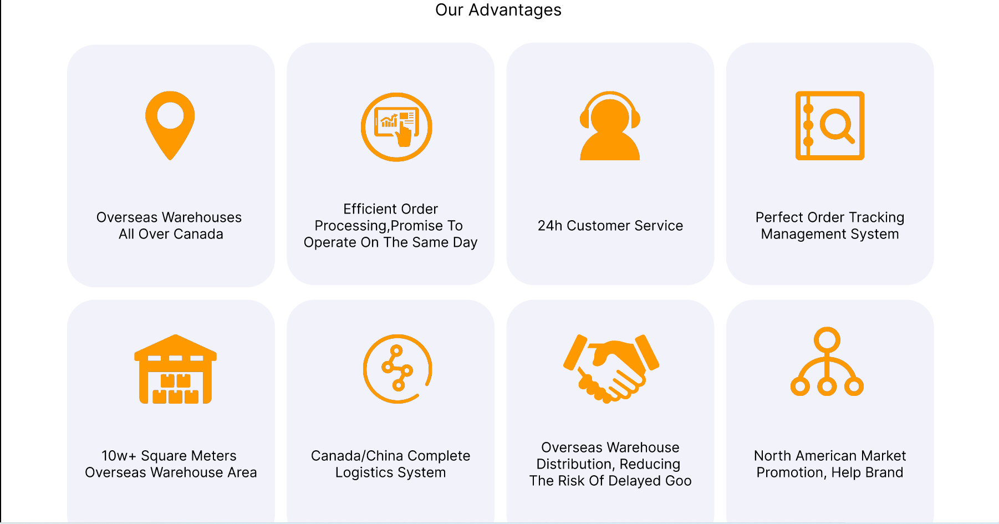 Our Advantages
Overseas Warehouses
All Over Canada
Efficient Order
Processing,Promise To
Operate On The Same Day
24h Customer Service
Perfect Order Tracking
Management System
10w+ Square Meters
Overseas Warehouse Area
Canada/China Complete
Logistics System
Overseas Warehouse
Distribution, Reducing
The Risk Of Delayed Goo
North American Market
Promotion, Help Brand